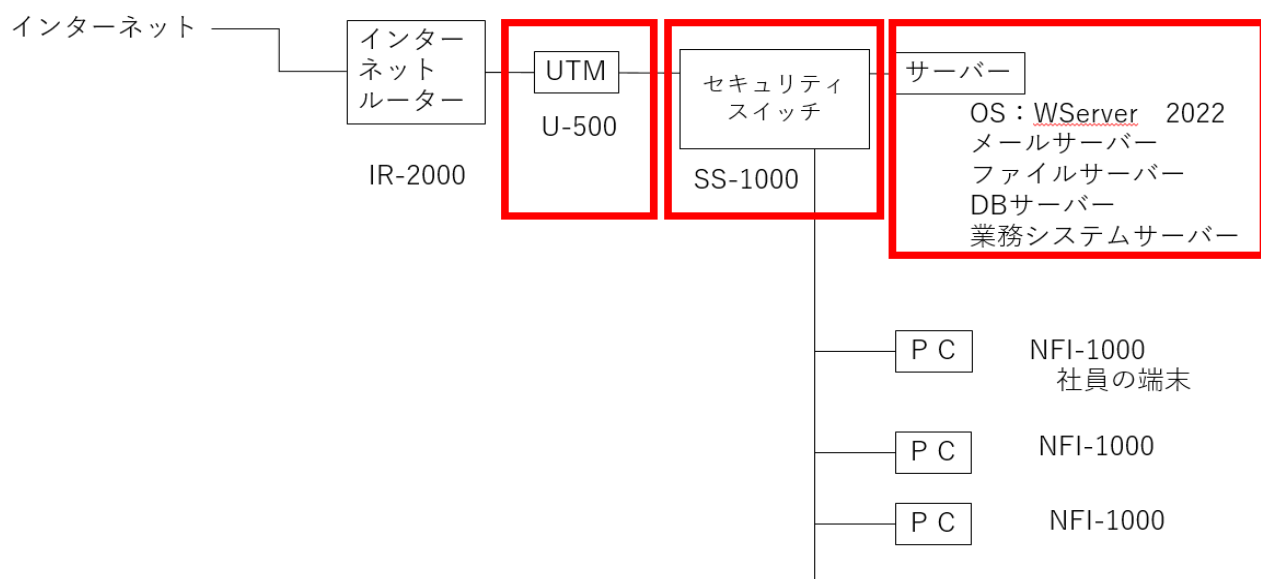 インターネット
インター
ネット
ルーター
IR-2000
UTM
U-500
セキュリティ
スイッチ
SS-1000
サーバー
OS：WServer　2022
メールサーバー
ファイルサーバー
DBサーバー
業務システムサーバー
ＰＣ
NFI-1000
社員の端末
ＰＣ
NFI-1000
ＰＣ
NFI-1000